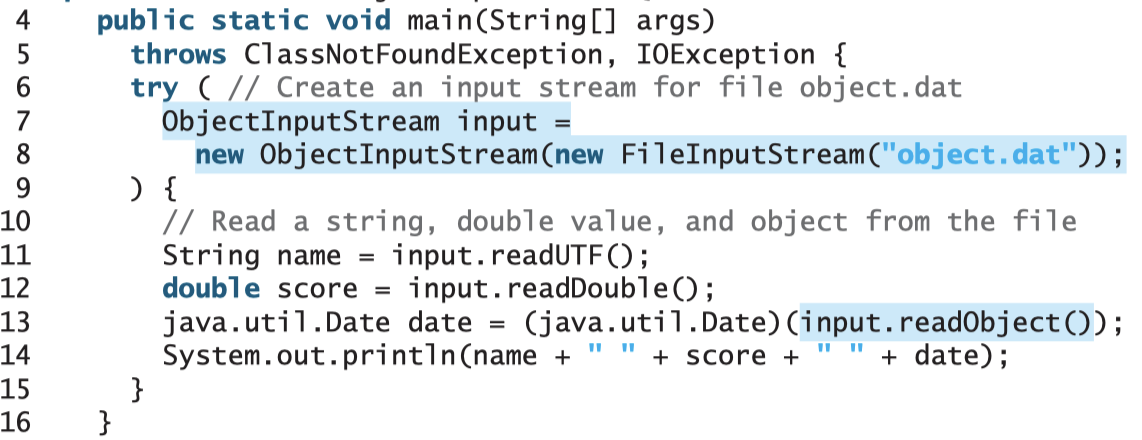 4 public static void main(String[] args)
5 throws ClassNotFoundException, IOException {
6 try ( // Create an input stream for file object.dat
7 ObjectInputStream input =
8 new ObjectInputStream(new FileInputStream("object.dat"));
9 ) {
10 // Read a string, double value, and object from the file
11 String name = input.readUTF();
12 double score = input.readDouble();
13 java.util.Date date = (java.util.Date)(input.readObject());
14 System.out.println(name + " " + score + " " + date);
15 }
16 }